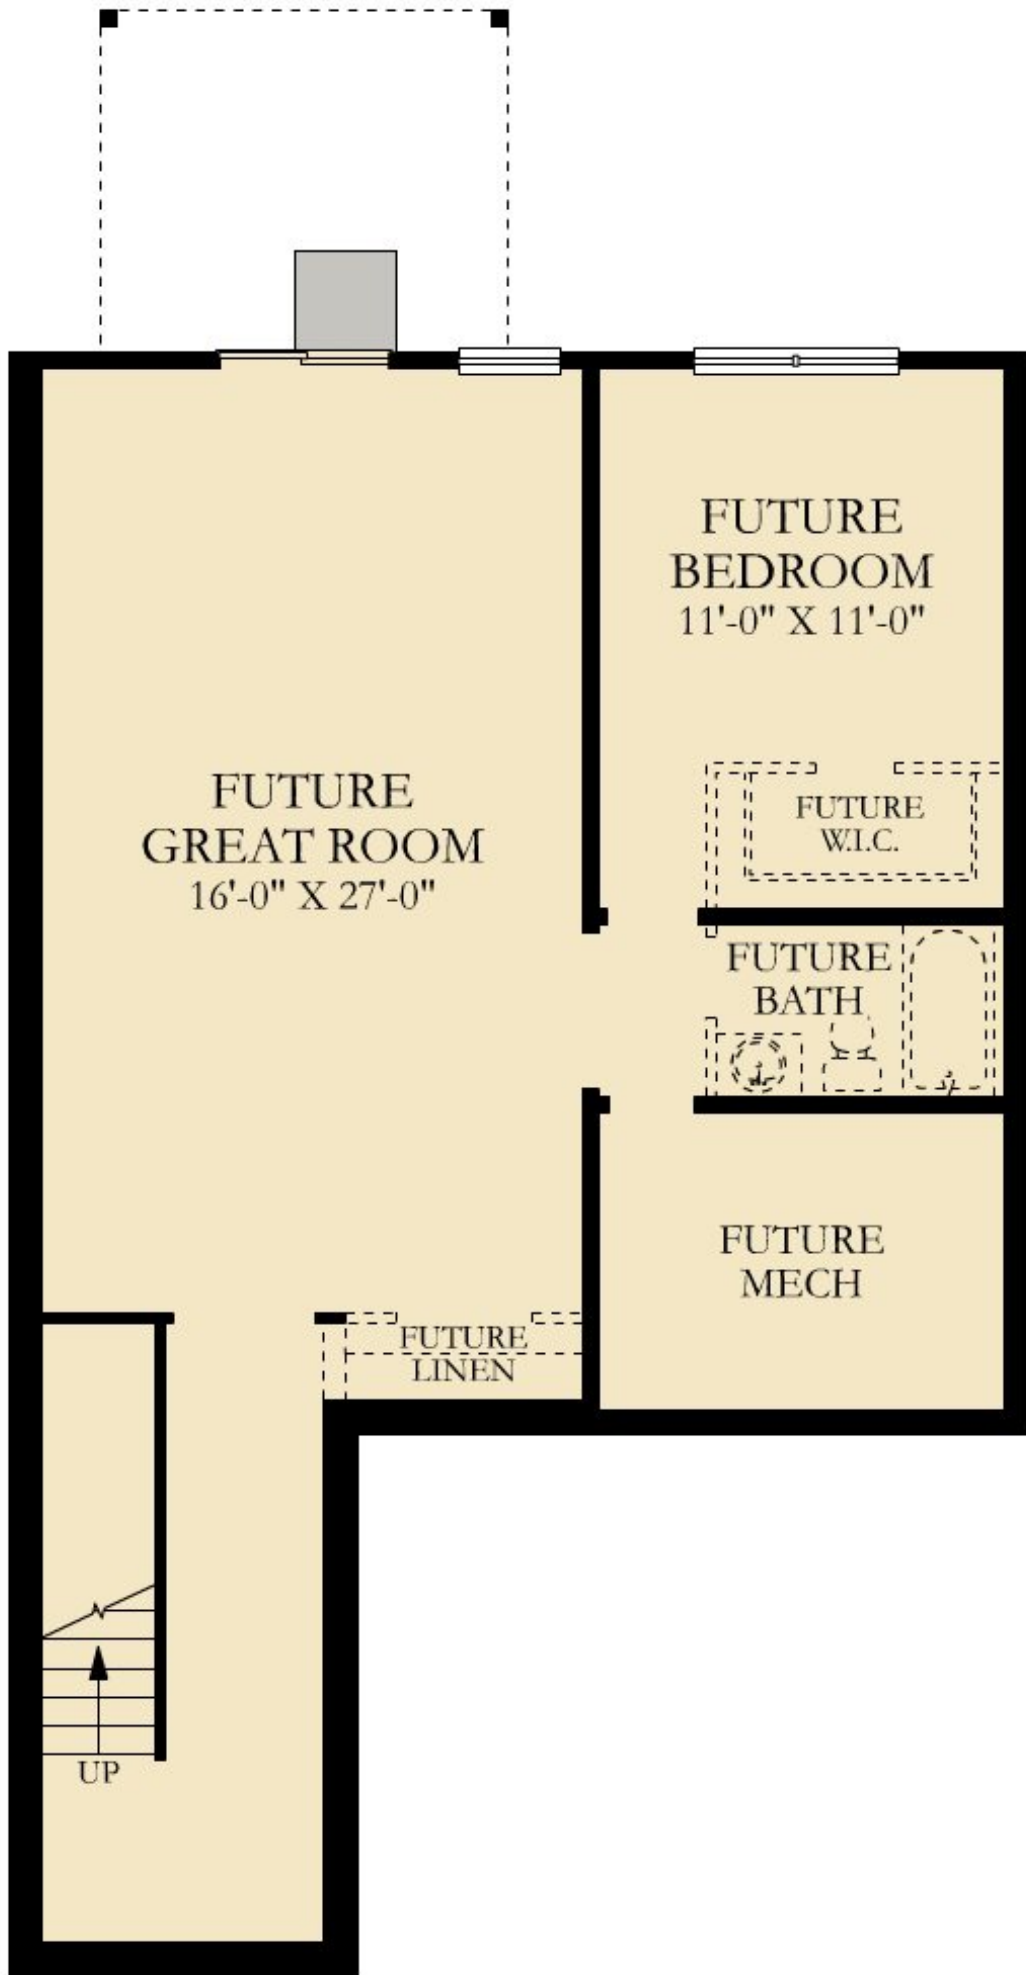 FUTURE
BEDROOM
11'-0" X 11'-0"
FUTURE
GREAT ROOM
16'-0" X 27'-0"
FUTURE
W.I.C.
FUTURE
BATH
FUTURE
MECH
FUTURE
LINEN
UP